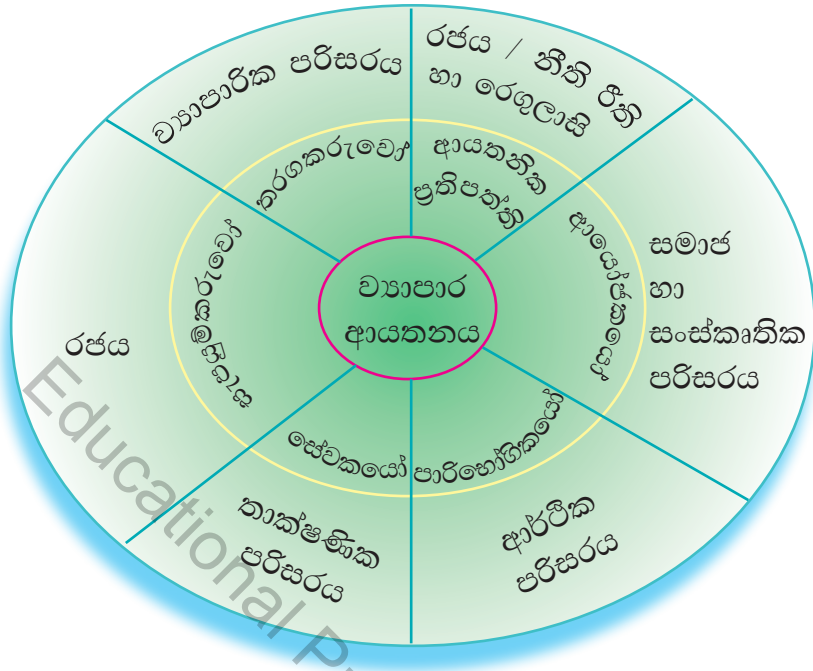 ව්‍යාපාරික පරිසරය
රජය / නීති රීති
හා රෙගුලාසි
තරගකරුවෝ
ආයතනික
ප්‍රතිපත්ති
සැපයුම්කරුවෝ
ආයෝජකයෝ
සමාජ
හා
සංස්කෘතික
පරිසරය
ව්‍යාපාර
ආයතනය
රජය
සේවකයෝ
පාරිභෝගිකයෝ
තාක්ෂණික
පරිසරය
ආර්ථික
පරිසරය
Educational